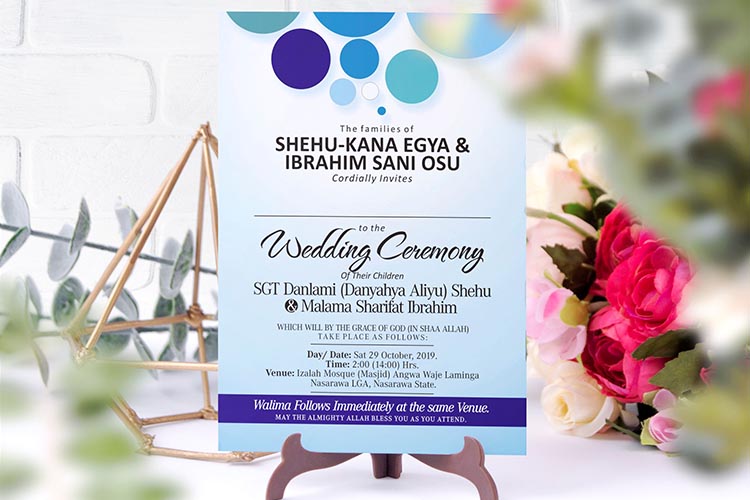 The families of
SHEHU-KANA EGYA &
IBRAHIM SANI OSU
Cordially Invites
to the
Wedding Ceremony
Of Their Children
SGT Danlami (Danyahya Aliyu) Shehu
& Malama Sharifat Ibrahim
WHICH WILL BY THE GRACE OF GOD (IN SHAA ALLAH)
TAKE PLACE AS FOLLOWS:
Day/ Date: Sat 29 October, 2019.
Time: 2:00 (14:00) Hrs.
Venue: Izalah Mosque (Masjid) Angwa Waje Laminga
Nasarawa LGA, Nasarawa State.
Walima Follows Immediately at the same Venue.
MAY THE ALMIGHTY ALLAH BLESS YOU AS YOU ATTEND.